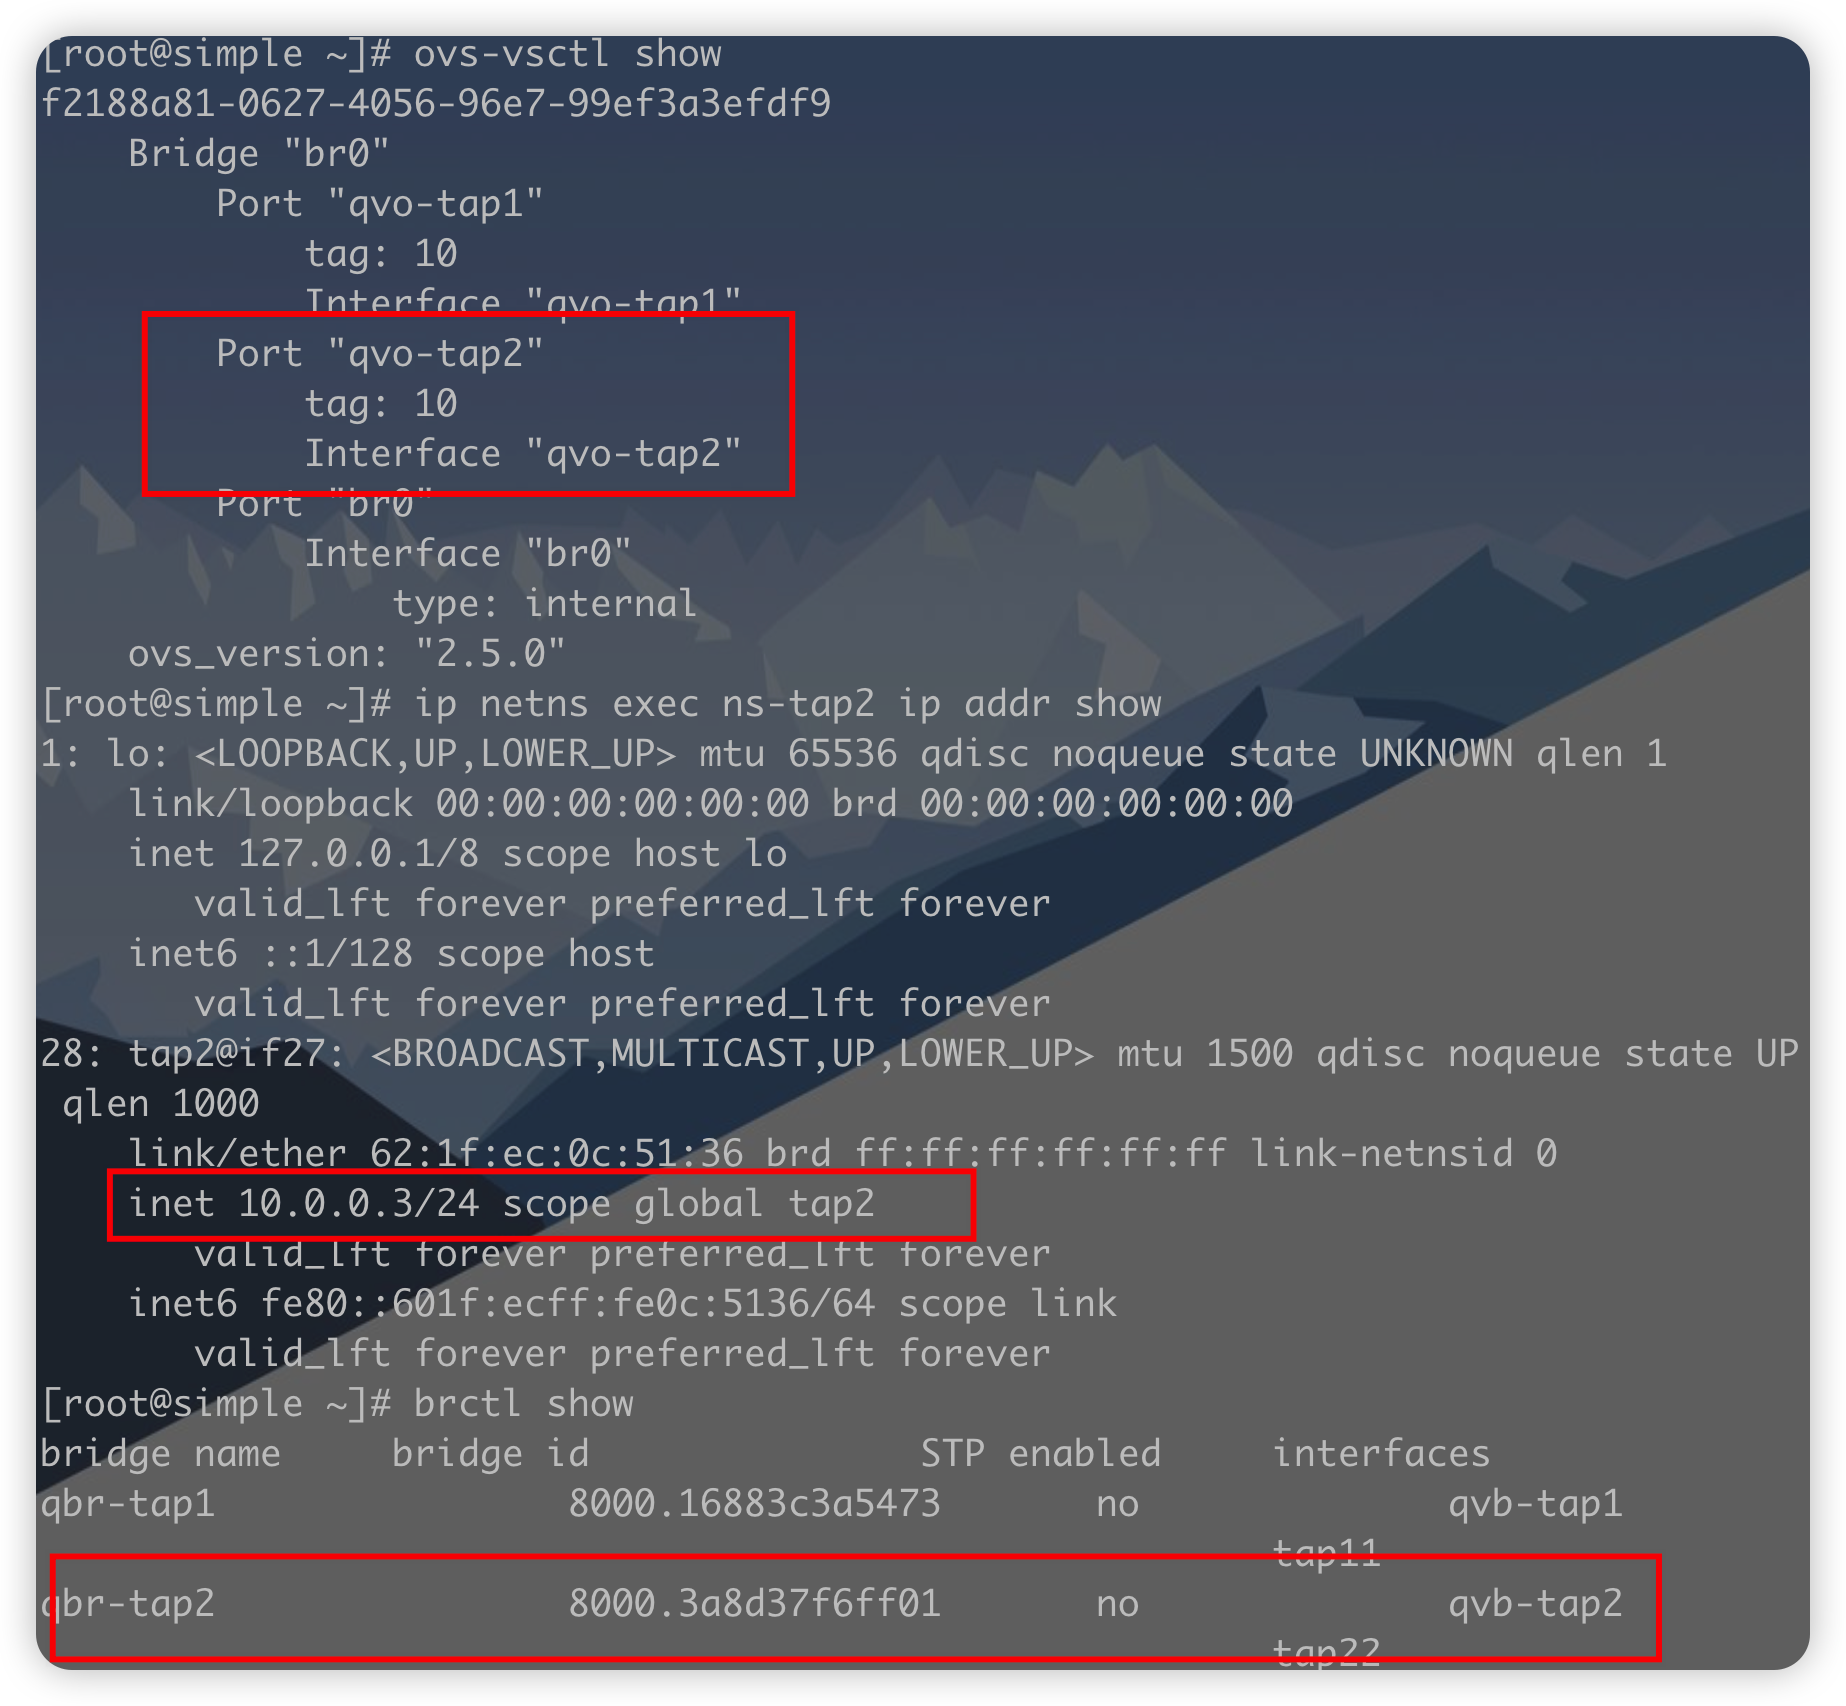 [root@simple ~]# ovs-vsctl show
f2188a81-0627-4056-96e7-99ef3a3efdf9
    Bridge "br0"
        Port "qvo-tap1"
            tag: 10
            Interface "qvo-tap1"
        Port "qvo-tap2"
            tag: 10
            Interface "qvo-tap2"
        Port "br0"
            Interface "br0"
                type: internal
    ovs_version: "2.5.0"
[root@simple ~]# ip netns exec ns-tap2 ip addr show
1: lo: <LOOPBACK,UP,LOWER_UP> mtu 65536 qdisc noqueue state UNKNOWN qlen 1
    link/loopback 00:00:00:00:00:00 brd 00:00:00:00:00:00
    inet 127.0.0.1/8 scope host lo
       valid_lft forever preferred_lft forever
    inet6 ::1/128 scope host
       valid_lft forever preferred_lft forever
28: tap2@if27: <BROADCAST,MULTICAST,UP,LOWER_UP> mtu 1500 qdisc noqueue state UP
 qlen 1000
    link/ether 62:1f:ec:0c:51:36 brd ff:ff:ff:ff:ff:ff link-netnsid 0
    inet 10.0.0.3/24 scope global tap2
       valid_lft forever preferred_lft forever
    inet6 fe80::601f:ecff:fe0c:5136/64 scope link
       valid_lft forever preferred_lft forever
[root@simple ~]# brctl show
bridge name     bridge id               STP enabled     interfaces
qbr-tap1                8000.16883c3a5473       no              qvb-tap1
                                                        tap11
qbr-tap2                8000.3a8d37f6ff01       no              qvb-tap2
                                                        tap22